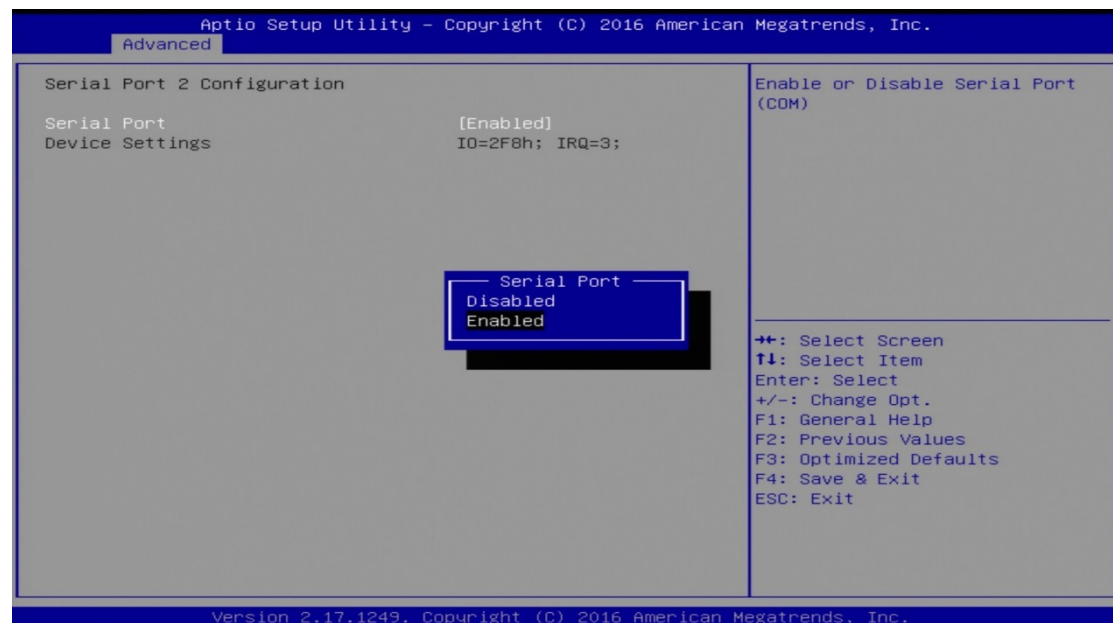 Aptio Setup Utility – Copyright (C) 2016 American Megatrends, Inc.
Advanced
Serial Port 2 Configuration
Serial Port [Enabled]
Device Settings IO=2F8h; IRQ=3;
Serial Port
Disabled
Enabled
Enable or Disable Serial Port
(COM)
→←: Select Screen
↑↓: Select Item
Enter: Select
+/-: Change Opt.
F1: General Help
F2: Previous Values
F3: Optimized Defaults
F4: Save & Exit
ESC: Exit
Version 2.17.1249. Copyright (C) 2016 American Megatrends, Inc.